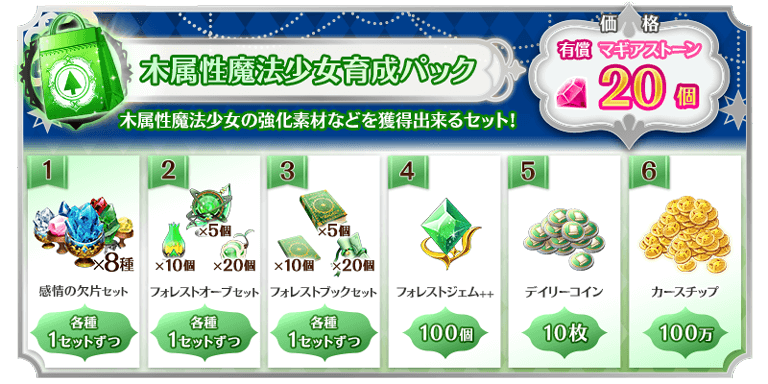 価格
有償 マギアストーン
20個
木属性魔法少女育成パック
木属性魔法少女の強化素材などを獲得出来るセット!
1
×8種
感情の欠片セット
各種
1セットずつ
2
×5個
×10個 ×20個
フォレストオーブセット
各種
1セットずつ
3
×5個
×10個 ×20個
フォレストブックセット
各種
1セットずつ
4
フォレストジェム++
100個
5
デイリーコイン
10枚
6
カースチップ
100万